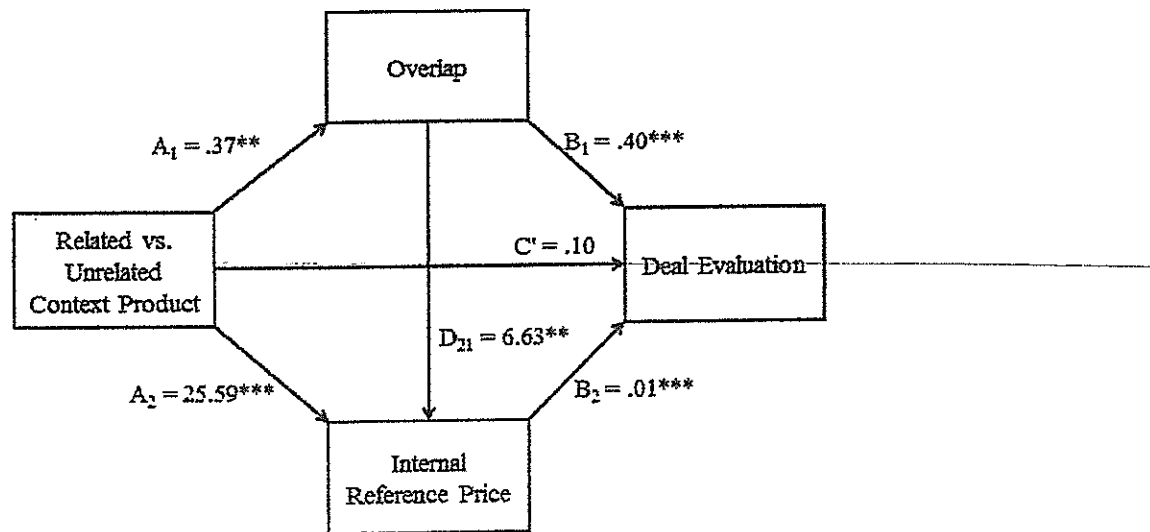 Overlap
A₁ = .37**
B₁ = .40***
Related vs.
Unrelated
Context Product
C' = .10
Deal Evaluation
D₂₁ = 6.63**
A₂ = 25.59***
B₂ = .01***
Internal
Reference Price